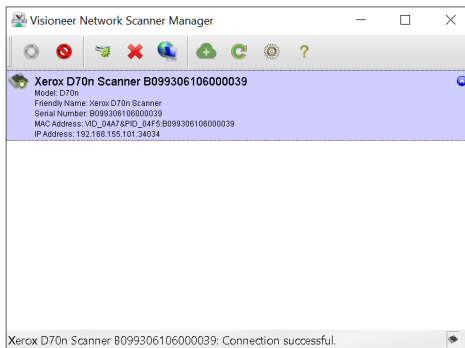 Visioneer Network Scanner Manager
Xerox D70n Scanner B099306106000039
Model: D70n
Friendly Name: Xerox D70n Scanner
Serial Number: B099306106000039
MAC Address: VID_04A7&PID_04F5:B099306106000039
IP Address: 192.168.155.101:34034
Xerox D70n Scanner B099306106000039: Connection successful.